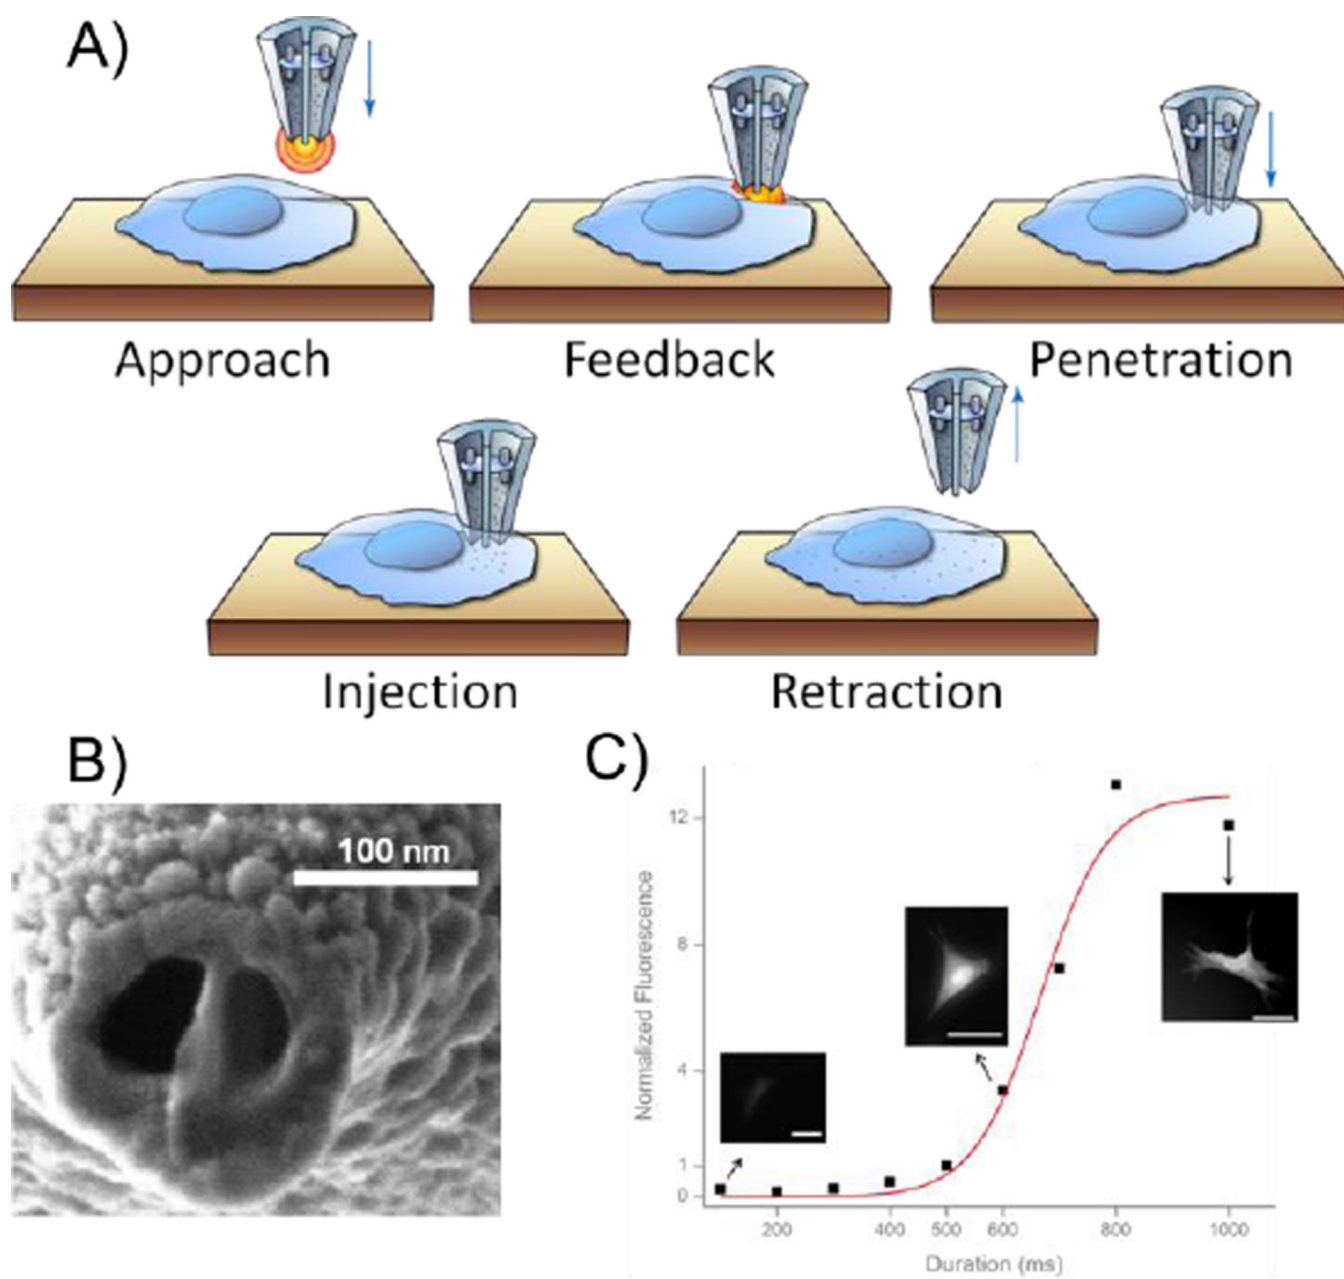 A)
Approach
Feedback
Penetration
Injection
Retraction
B)
100 nm
C)
Normalized Fluorescence
12
8
4
1
0
200
400
500
600
800
1000
Duration (ms)